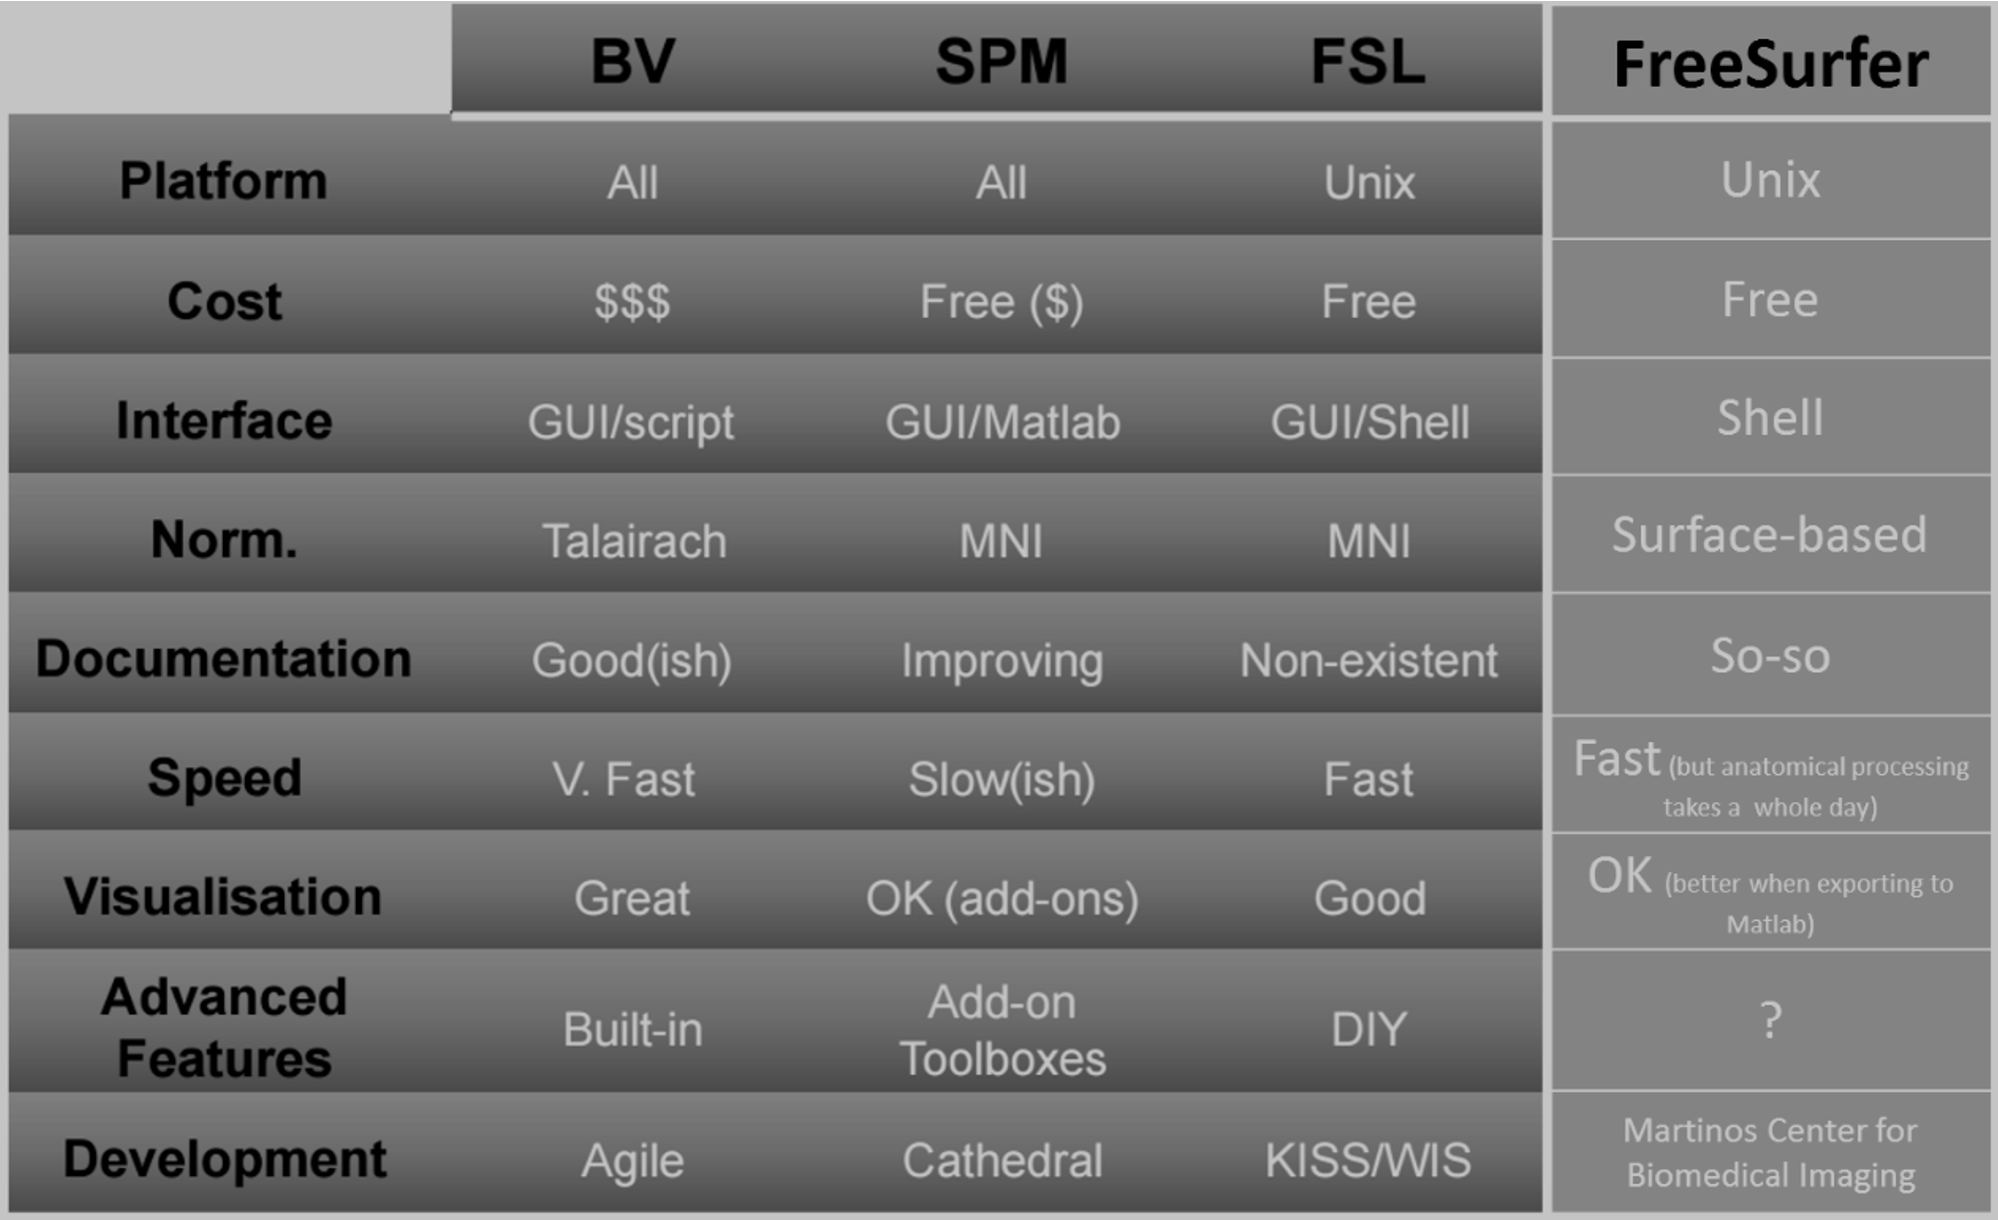 BV SPM FSL FreeSurfer
Platform All All Unix Unix
Cost $$$ Free ($) Free Free
Interface GUI/script GUI/Matlab GUI/Shell Shell
Norm. Talairach MNI MNI Surface-based
Documentation Good(ish) Improving Non-existent So-so
Speed V. Fast Slow(ish) Fast Fast (but anatomical processing
takes a whole day)
Visualisation Great OK (add-ons) Good OK (better when exporting to
Matlab)
Advanced
Features Built-in Add-on
Toolboxes DIY ?
Development Agile Cathedral KISS/WIS Martinos Center for
Biomedical Imaging